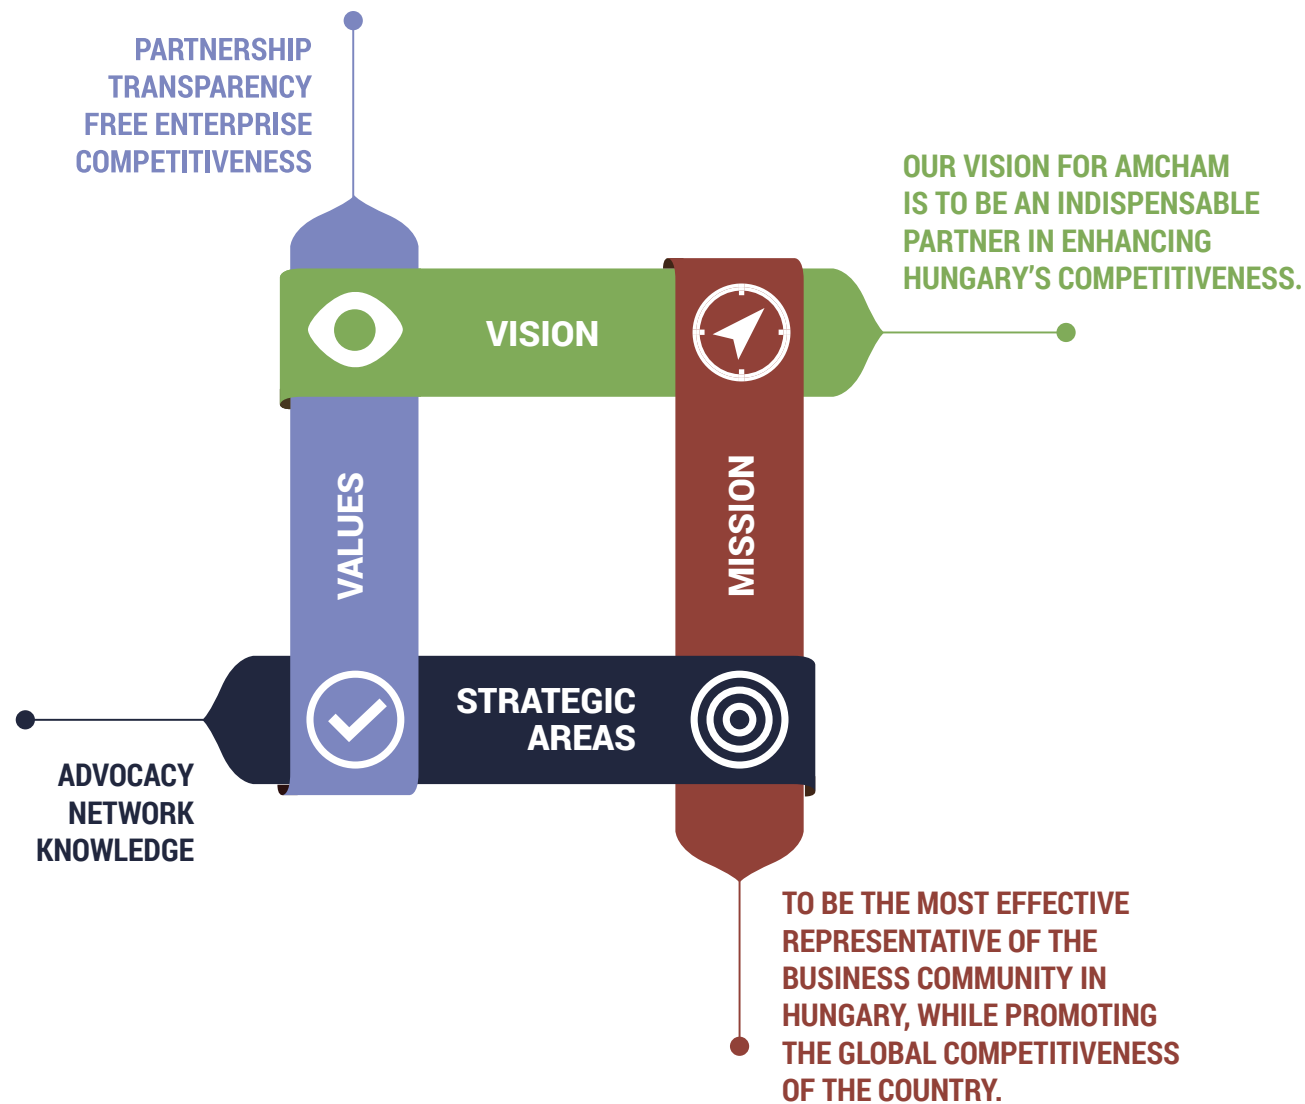 PARTNERSHIP
TRANSPARENCY
FREE ENTERPRISE
COMPETITIVENESS
OUR VISION FOR AMCHAM
IS TO BE AN INDISPENSABLE
PARTNER IN ENHANCING
HUNGARY'S COMPETITIVENESS.
VISION
VALUES
MISSION
STRATEGIC
AREAS
ADVOCACY
NETWORK
KNOWLEDGE
TO BE THE MOST EFFECTIVE
REPRESENTATIVE OF THE
BUSINESS COMMUNITY IN
HUNGARY, WHILE PROMOTING
THE GLOBAL COMPETITIVENESS
OF THE COUNTRY.